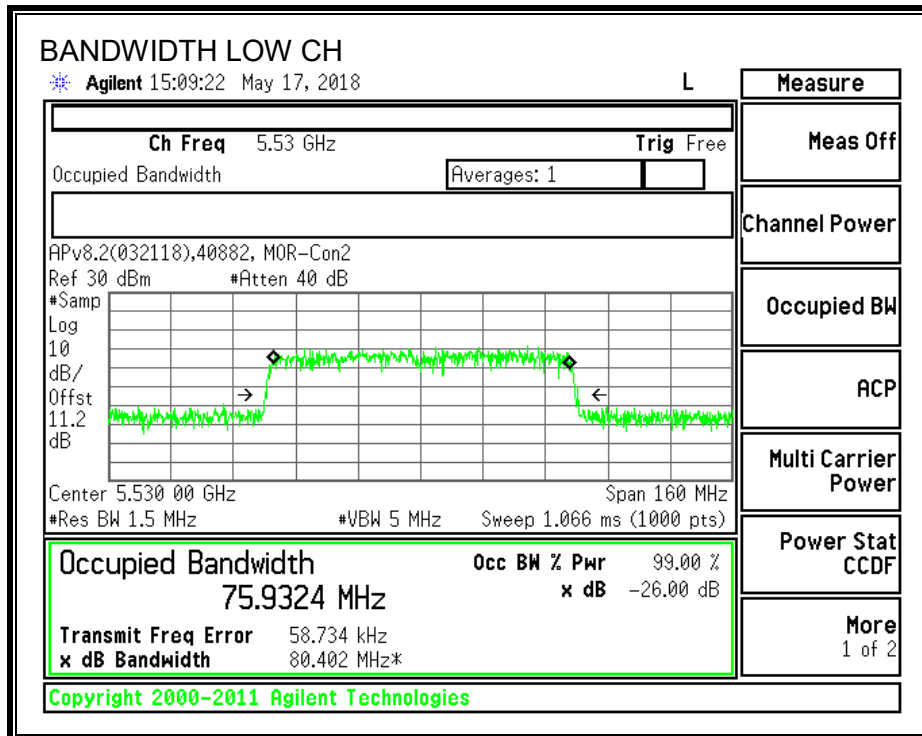 BANDWIDTH LOW CH
Agilent 15:09:22 May 17, 2018 L
Measure
Ch Freq 5.53 GHz Trig Free
Meas Off
Occupied Bandwidth Averages: 1
Channel Power
APv8.2(032118),40882, MOR-Con2
Ref 30 dBm #Atten 40 dB
#Samp
Log
10
dB/
Offst
11.2
dB
Occupied BW
ACP
Center 5.530 00 GHz Span 160 MHz
#Res BW 1.5 MHz #VBW 5 MHz Sweep 1.066 ms (1000 pts)
Multi Carrier
Power
Occupied Bandwidth Occ BW % Pwr 99.00 %
75.9324 MHz x dB -26.00 dB
Transmit Freq Error 58.734 kHz
x dB Bandwidth 80.402 MHz*
Power Stat
CCDF
More
1 of 2
Copyright 2000-2011 Agilent Technologies